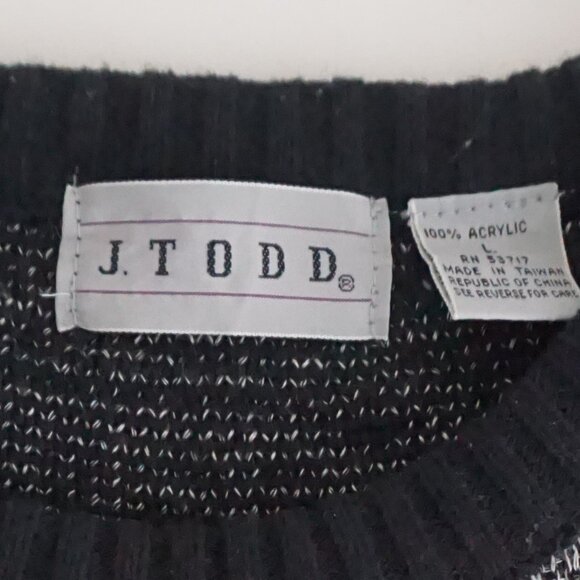 J. TODD®
100% ACRYLIC
L
RN 53717
MADE IN TAIWAN
REPUBLIC OF CHINA
SEE REVERSE FOR CARE